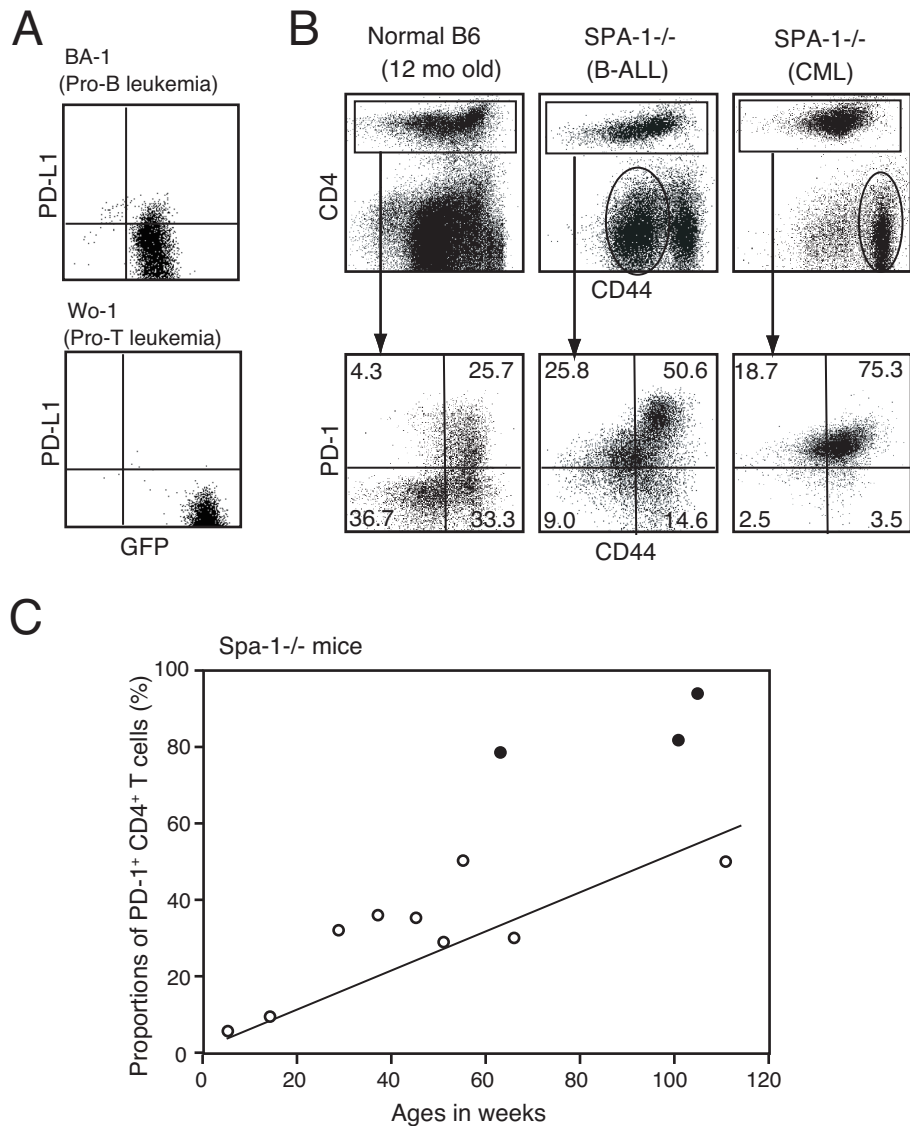 A
BA-1
(Pro-B leukemia)
PD-L1
Wo-1
(Pro-T leukemia)
PD-L1
GFP
B
Normal B6
(12 mo old)
SPA-1-/-
(B-ALL)
SPA-1-/-
(CML)
CD4
CD44
4.3 25.7
36.7 33.3
25.8 50.6
9.0 14.6
18.7 75.3
2.5 3.5
PD-1
CD44
C
Spa-1-/- mice
Proportions of PD-1⁺ CD4⁺ T cells (%)
100
80
60
40
20
0
0 20 40 60 80 100 120
Ages in weeks